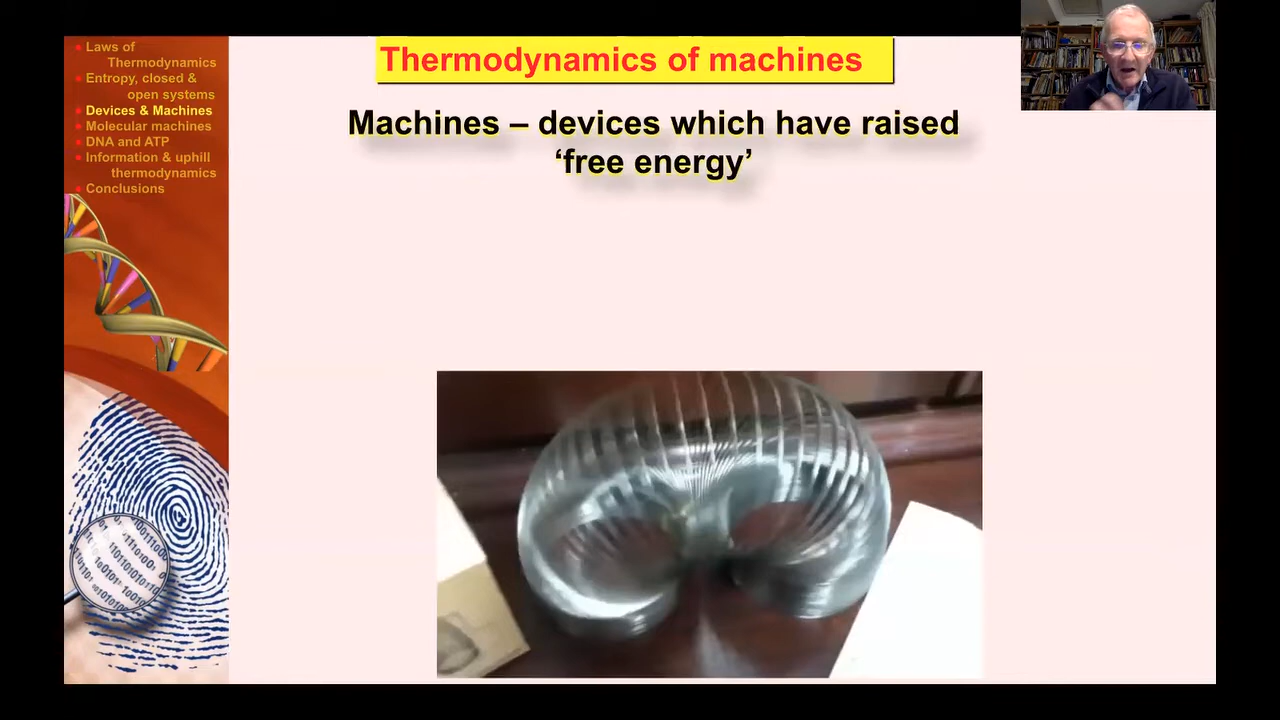 Laws of
Thermodynamics
Entropy, closed &
open systems
Devices & Machines
Molecular machines
DNA and ATP
Information & uphill
thermodynamics
Conclusions
Thermodynamics of machines
Machines – devices which have raised
‘free energy’